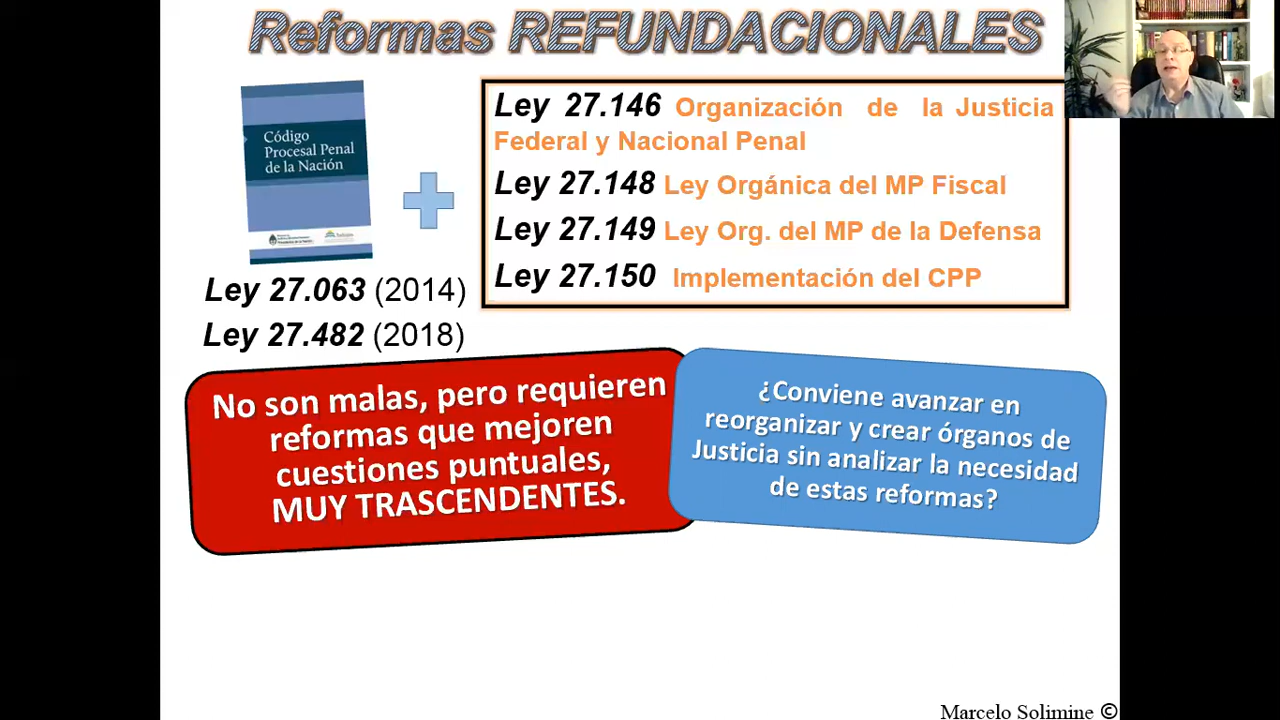 Reformas REFUNDACIONALES
Código
Procesal Penal
de la Nación
Ley 27.063 (2014)
Ley 27.482 (2018)
Ley 27.146 Organización de la Justicia
Federal y Nacional Penal
Ley 27.148 Ley Orgánica del MP Fiscal
Ley 27.149 Ley Org. del MP de la Defensa
Ley 27.150 Implementación del CPP
No son malas, pero requieren
reformas que mejoren
cuestiones puntuales,
MUY TRASCENDENTES.
¿Conviene avanzar en
reorganizar y crear órganos de
Justicia sin analizar la necesidad
de estas reformas?
Marcelo Solimine ©